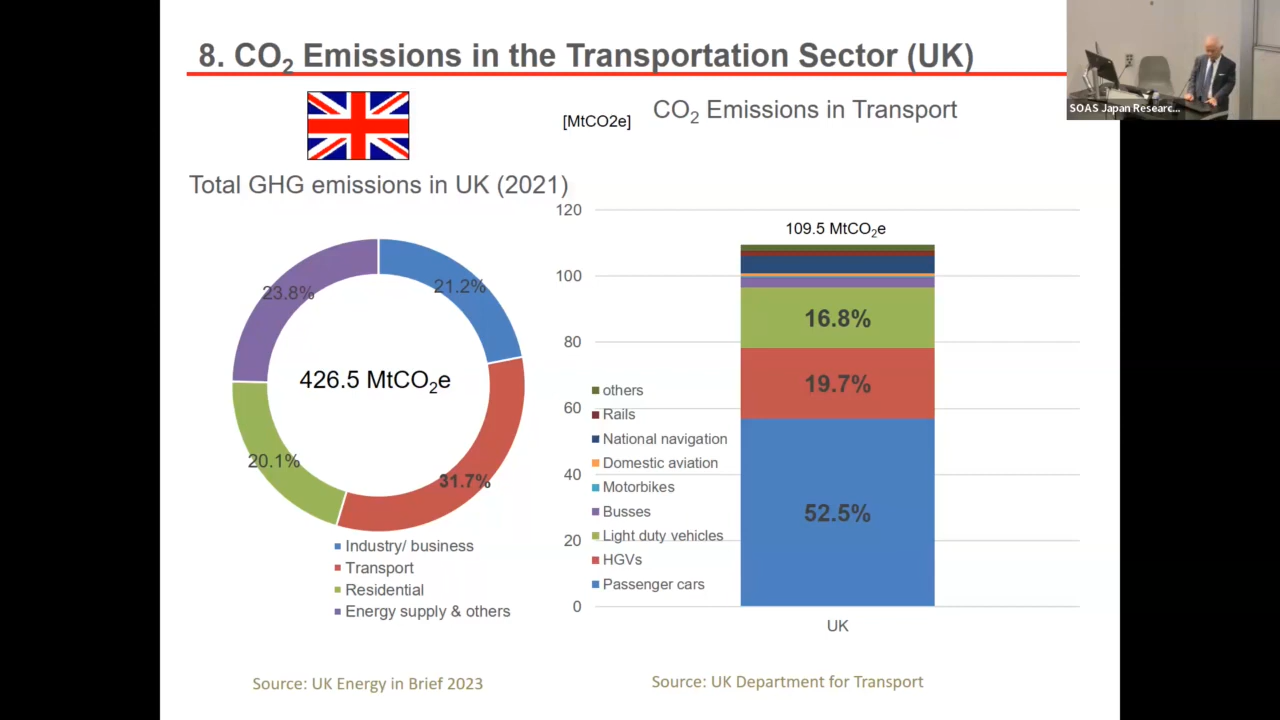 8. CO2 Emissions in the Transportation Sector (UK)
SOAS Japan Researc...
[MtCO2e]
CO2 Emissions in Transport
Total GHG emissions in UK (2021)
23.8%
21.2%
426.5 MtCO2e
20.1%
31.7%
Industry/ business
Transport
Residential
Energy supply & others
Source: UK Energy in Brief 2023
120
100
80
60
40
20
0
109.5 MtCO2e
16.8%
19.7%
52.5%
others
Rails
National navigation
Domestic aviation
Motorbikes
Busses
Light duty vehicles
HGVs
Passenger cars
UK
Source: UK Department for Transport